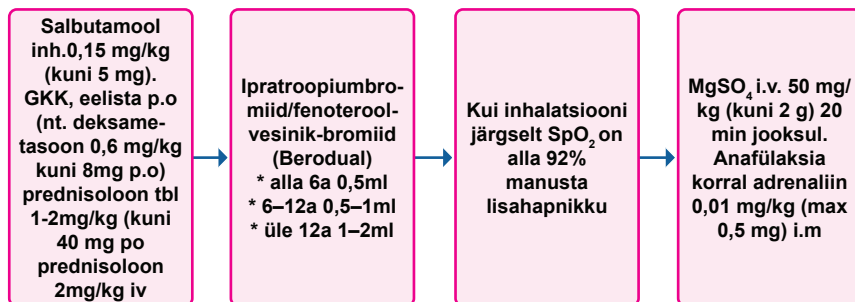 Salbutamool
inh.0,15 mg/kg
(kuni 5 mg).
GKK, eelista p.o
(nt. deksame-
tasoon 0,6 mg/kg
kuni 8mg p.o)
prednisoloon tbl
1-2mg/kg (kuni
40 mg po
prednisoloon
2mg/kg iv
Ipratroopiumbro-
miid/fenoterool-
vesinik-bromiid
(Berodual)
* alla 6a 0,5ml
* 6–12a 0,5–1ml
* üle 12a 1–2ml
Kui inhalatsiooni
järgselt SpO₂ on
alla 92%
manusta
lisahapnikku
MgSO₄ i.v. 50 mg/
kg (kuni 2 g) 20
min jooksul.
Anafülaksia
korral adrenaliin
0,01 mg/kg (max
0,5 mg) i.m